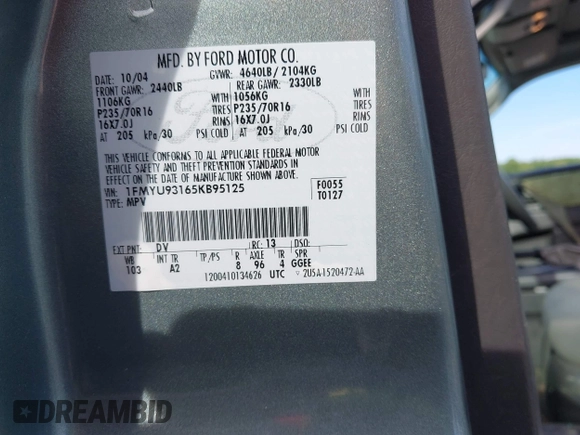 MFD. BY FORD MOTOR CO.
DATE: 10/04 GVWR: 4640LB/ 2104KG
FRONT GAWR: 2440LB REAR GAWR: 2330LB
1106KG WITH 1056KG WITH
P235/70R16 TIRES P235/70R16 TIRES
16X7.0J RIMS 16X7.0J RIMS
AT 205 kPa/30 PSI COLD AT 205 kPa/30 PSI COLD
THIS VEHICLE CONFORMS TO ALL APPLICABLE FEDERAL MOTOR
VEHICLE SAFETY AND THEFT PREVENTION STANDARDS IN
EFFECT ON THE DATE OF MANUFACTURE SHOWN ABOVE.
VIN: 1FMYU93165KB95125 F0055
TYPE: MPV T0127
EXT PNT: DV RC: 13 DSO:
WB INT TR TP/PS R AXLE TR SPR
103 A2 8 96 4 GGEE
1200410134626 UTC 2U5A-1520472-AA
Ford
DREAMBID